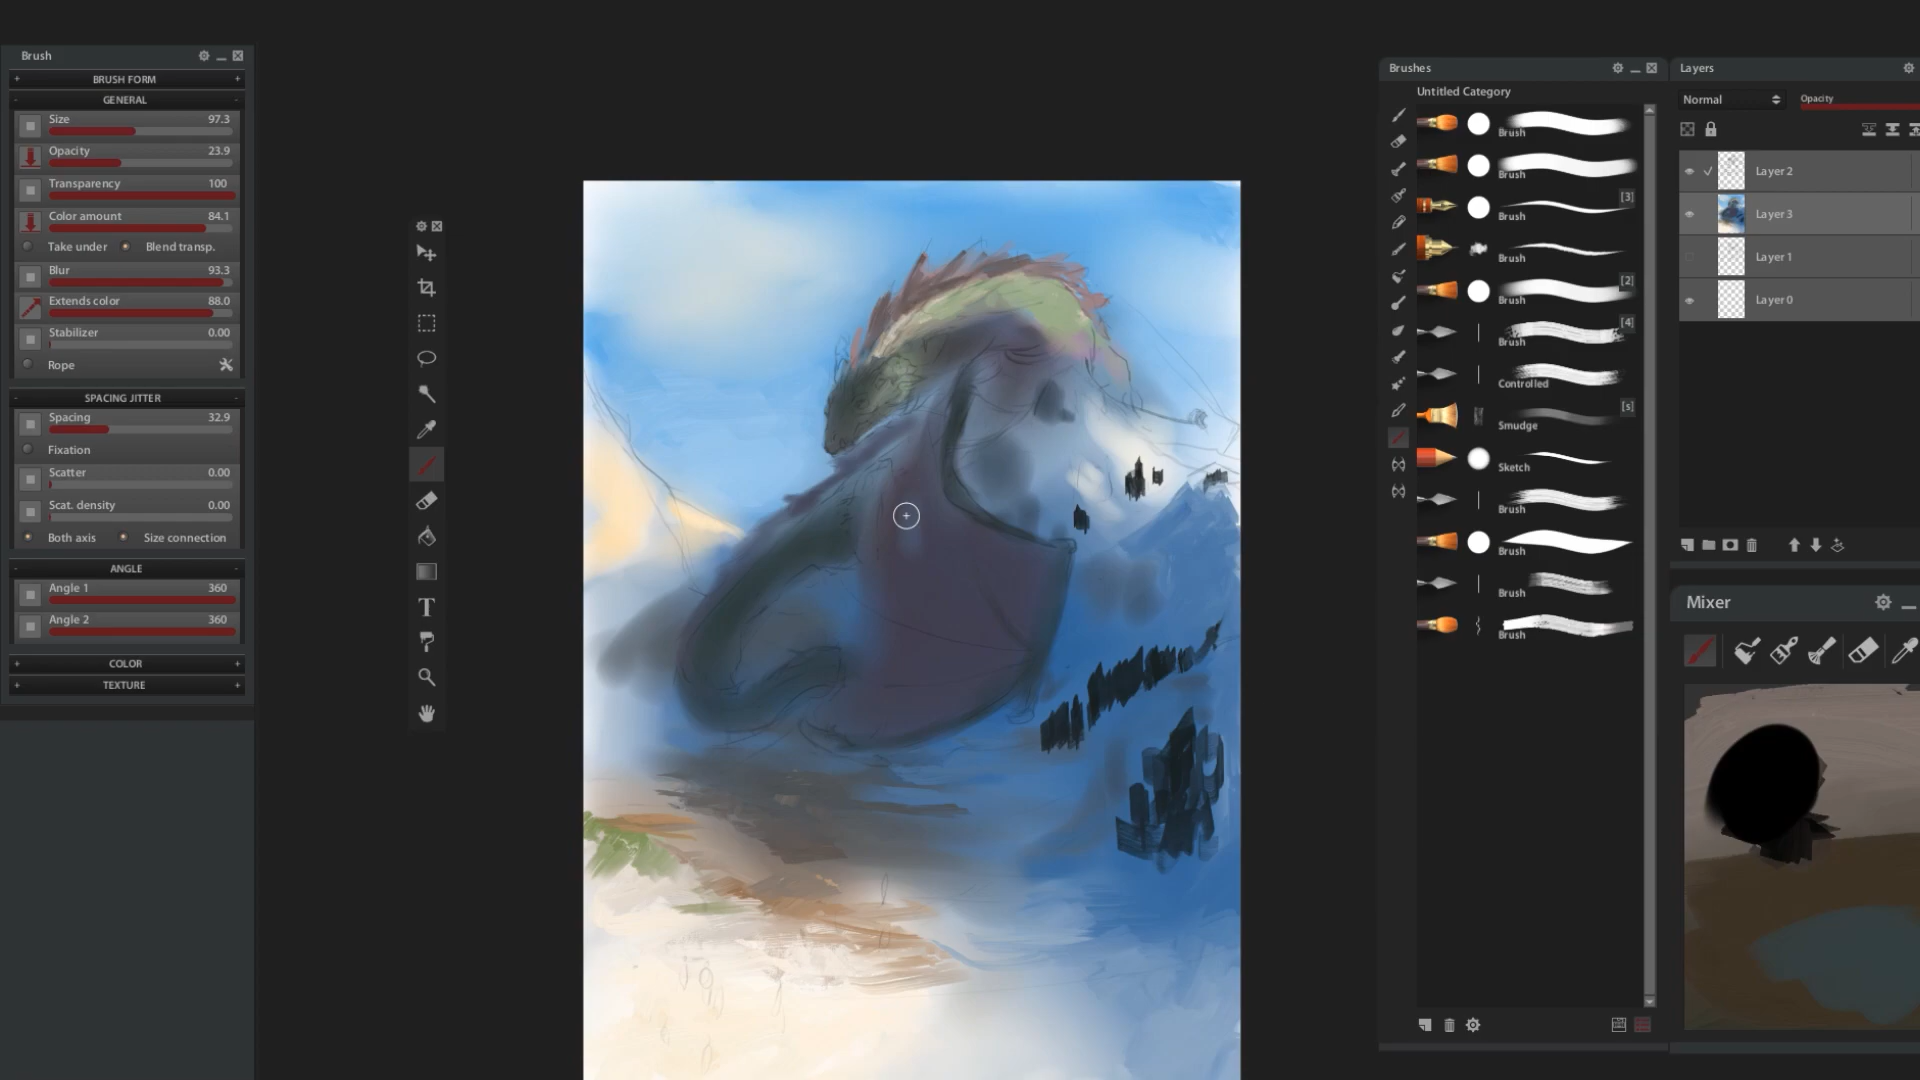 Brush
BRUSH FORM
GENERAL
Size 97.3
Opacity 23.9
Transparency 100
Color amount 84.1
Take under Blend transp.
Blur 93.3
Extends color 88.0
Stabilizer 0.00
Rope
SPACING JITTER
Spacing 32.9
Fixation
Scatter 0.00
Scat. density 0.00
Both axis Size connection
ANGLE
Angle 1 360
Angle 2 360
COLOR
TEXTURE
T
Brushes
Untitled Category
Brush
Brush
[3]
Brush
Brush
[2]
Brush
[4]
Brush
Controlled
[s]
Smudge
Sketch
Brush
Brush
Brush
Brush
Layers
Normal Opacity
Layer 2
Layer 3
Layer 1
Layer 0
Mixer